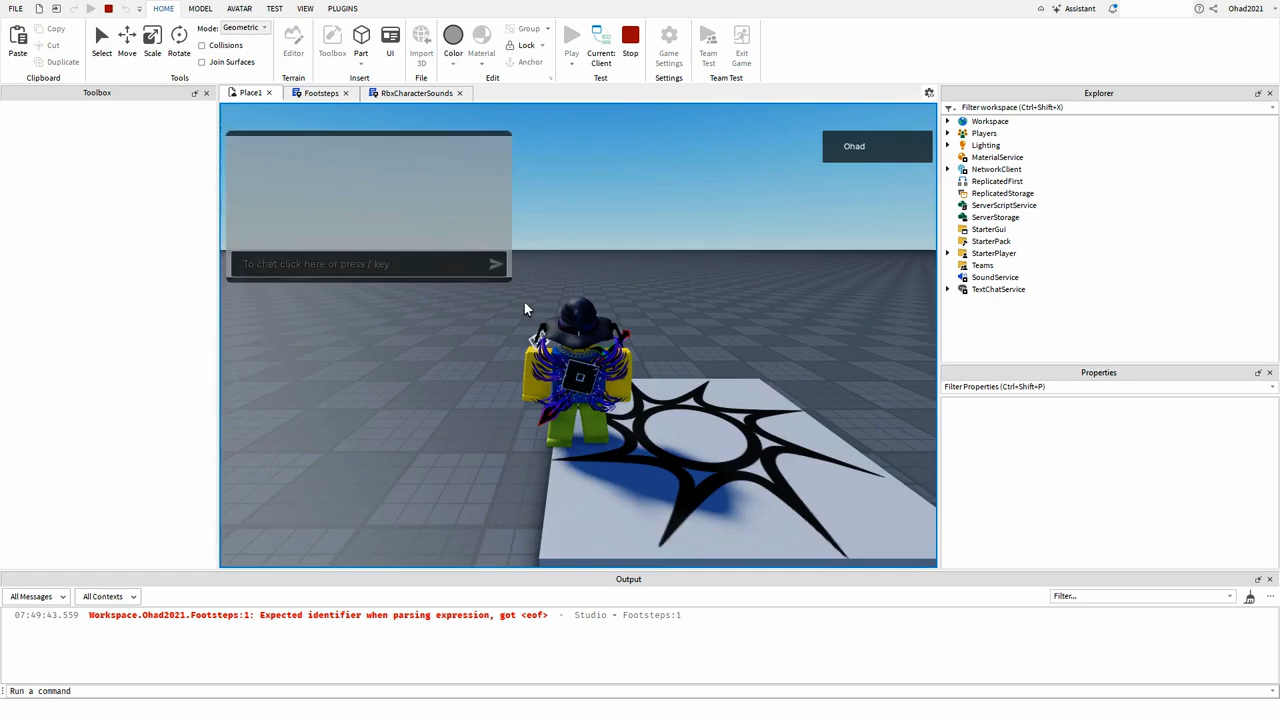 FILE HOME MODEL AVATAR TEST VIEW PLUGINS Assistant Ohad2021
Paste Copy Cut Duplicate Select Move Scale Rotate Mode: Geometric Collisions Join Surfaces Editor Toolbox Part UI Import 3D Color Material Group Lock Anchor Play Current: Client Stop Game Settings Team Test Exit Game
Clipboard Tools Terrain Insert File Edit Test Settings Team Test
Toolbox
Place1 Footsteps RbxCharacterSounds
Explorer
Filter workspace (Ctrl+Shift+X)
Workspace
Players
Lighting
MaterialService
NetworkClient
ReplicatedFirst
ReplicatedStorage
ServerScriptService
ServerStorage
StarterGui
StarterPack
StarterPlayer
Teams
SoundService
TextChatService
Ohad
To chat click here or press / key
Properties
Filter Properties (Ctrl+Shift+P)
Output
All Messages All Contexts Filter...
07:49:43.559 Workspace.Ohad2021.Footsteps:1: Expected identifier when parsing expression, got <eof> - Studio - Footsteps:1
Run a command